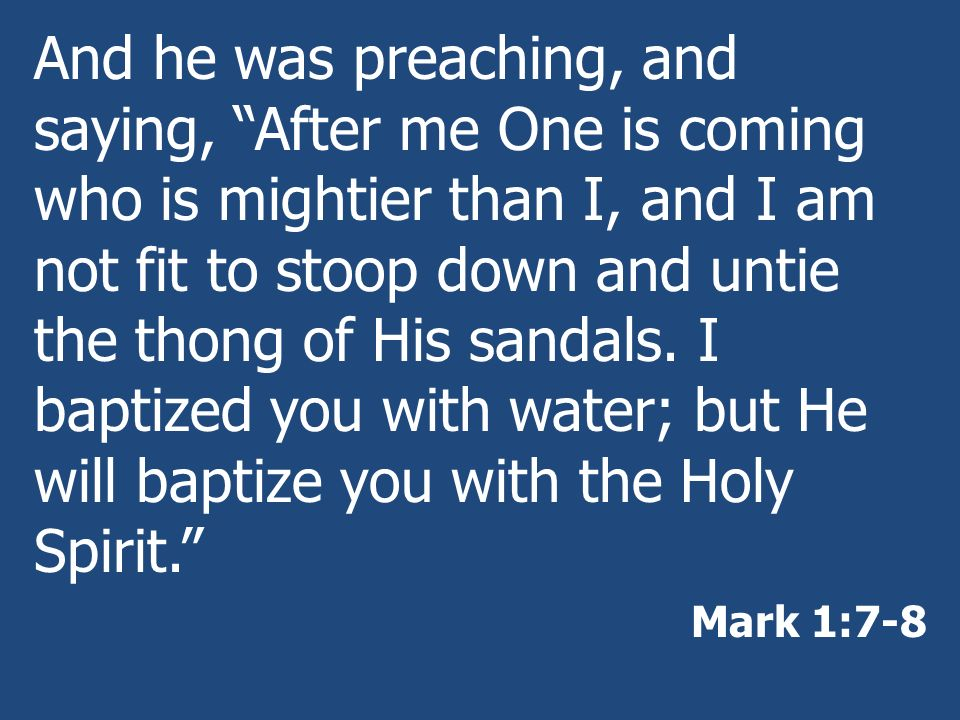 And he was preaching, and
saying, “After me One is coming
who is mightier than I, and I am
not fit to stoop down and untie
the thong of His sandals. I
baptized you with water; but He
will baptize you with the Holy
Spirit.”
Mark 1:7-8